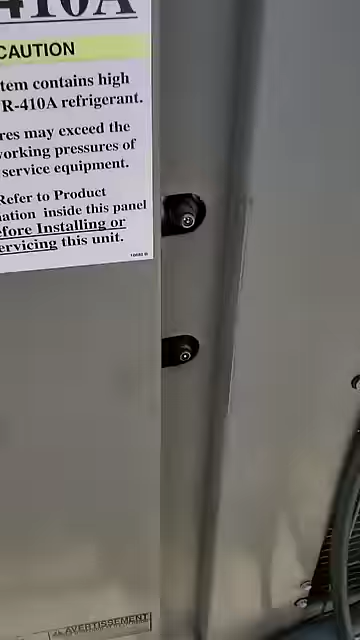 410A
CAUTION
tem contains high
R-410A refrigerant.
res may exceed the
working pressures of
service equipment.
Refer to Product
ation inside this panel
efore Installing or
ervicing this unit.
AVERTISSEMENT